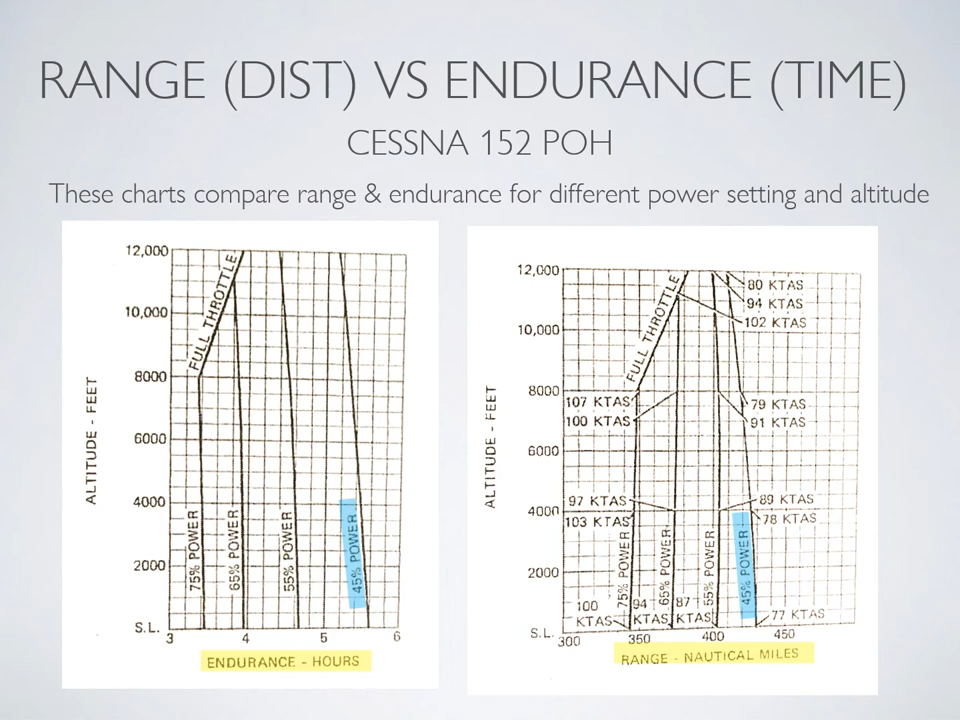 RANGE (DIST) VS ENDURANCE (TIME)
CESSNA 152 POH
These charts compare range & endurance for different power setting and altitude
12,000
10,000
8000
6000
4000
2000
S.L.
ALTITUDE - FEET
FULL THROTTLE
75% POWER
65% POWER
55% POWER
45% POWER
3 4 5 6
ENDURANCE - HOURS
12,000
10,000
8000
6000
4000
2000
S.L.
ALTITUDE - FEET
FULL THROTTLE
80 KTAS
94 KTAS
102 KTAS
107 KTAS
100 KTAS
79 KTAS
91 KTAS
97 KTAS
103 KTAS
89 KTAS
78 KTAS
75% POWER
65% POWER
55% POWER
45% POWER
100 KTAS
94 KTAS
87 KTAS
77 KTAS
300 350 400 450
RANGE - NAUTICAL MILES